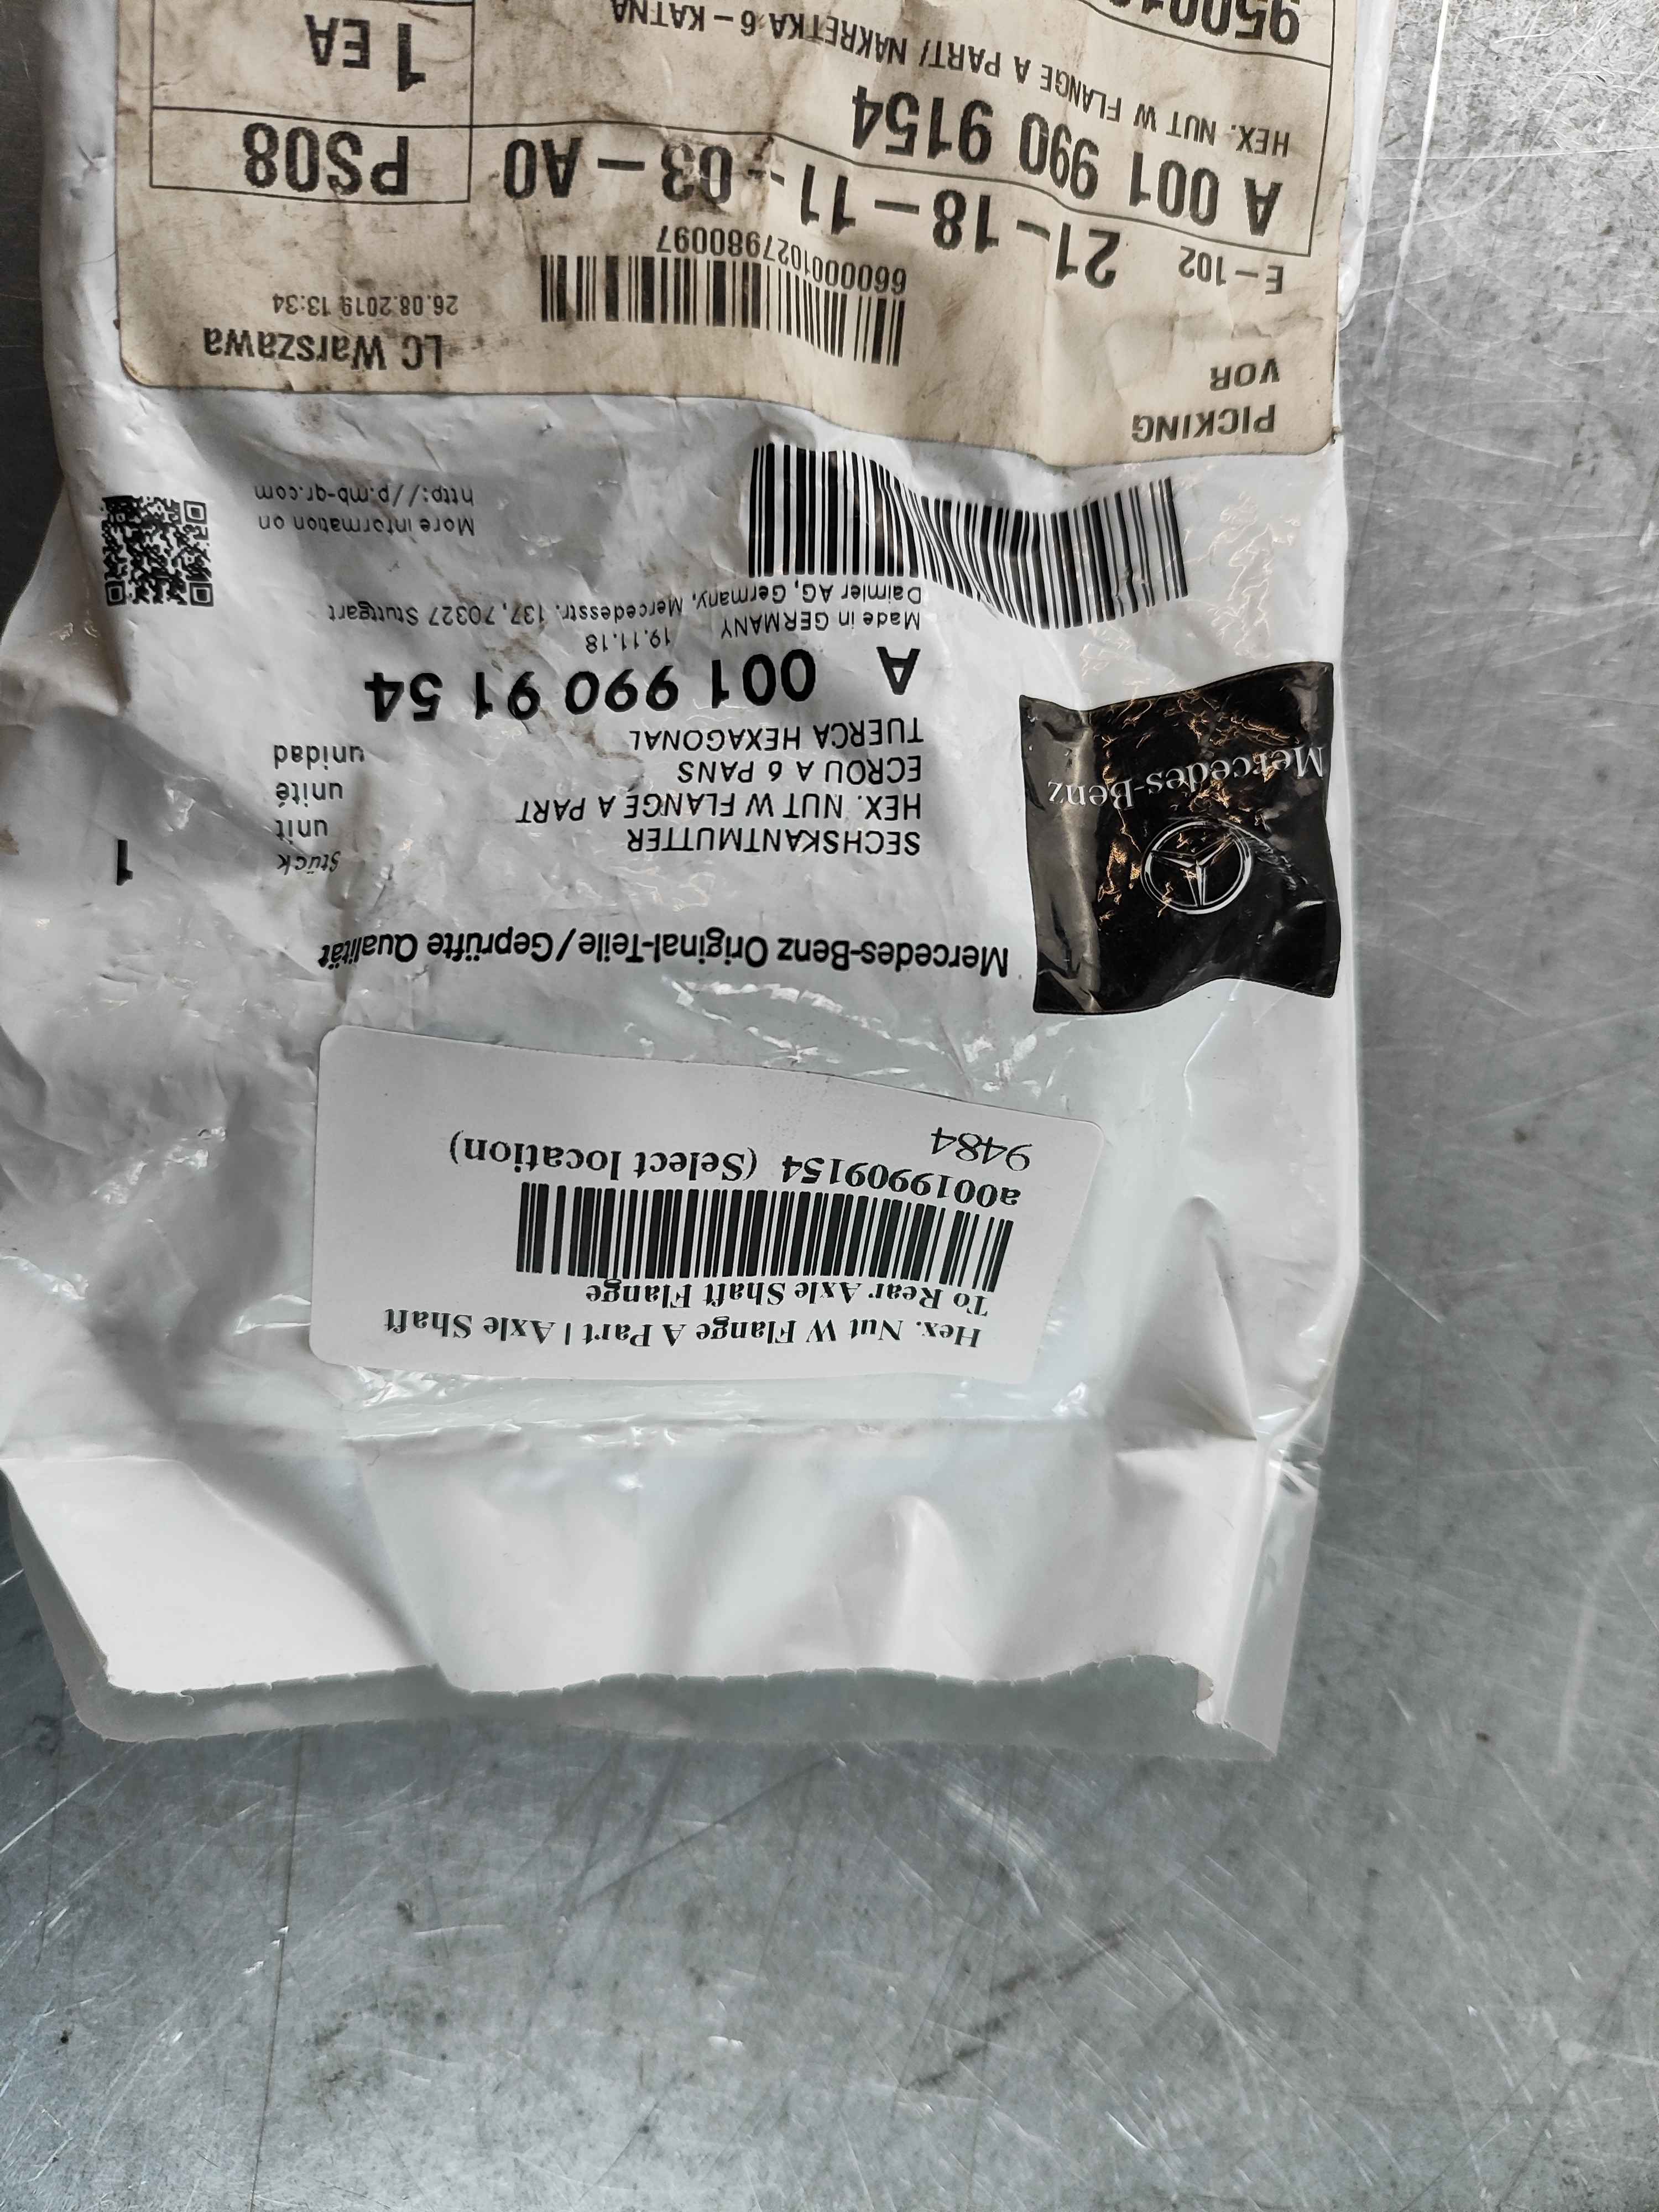 Hex. Nut W Flange A Part | Axle Shaft
To Rear Axle Shaft Flange
a0019909154 (Select location)
9484
Mercedes-Benz Original-Teile/Geprüfte Qualität
Mercedes-Benz
SECHSKANTMUTTER
HEX. NUT W FLANGE A PART
ECROU A 6 PANS
TUERCA HEXAGONAL
Stück
unit
unité
unidad
1
A 001 990 91 54
19.11.18
Made in GERMANY
Daimler AG, Germany, Mercedesstr. 137, 70327 Stuttgart
More information on
http://p.mb-qr.com
PICKING
VOR
LC Warszawa
26.08.2019 13:34
6600001027980097
E-102
21-18-11-03-A0
PS08
A 001 990 9154
HEX. NUT W FLANGE A PART/ NAKRETKA 6-KATNA
1 EA